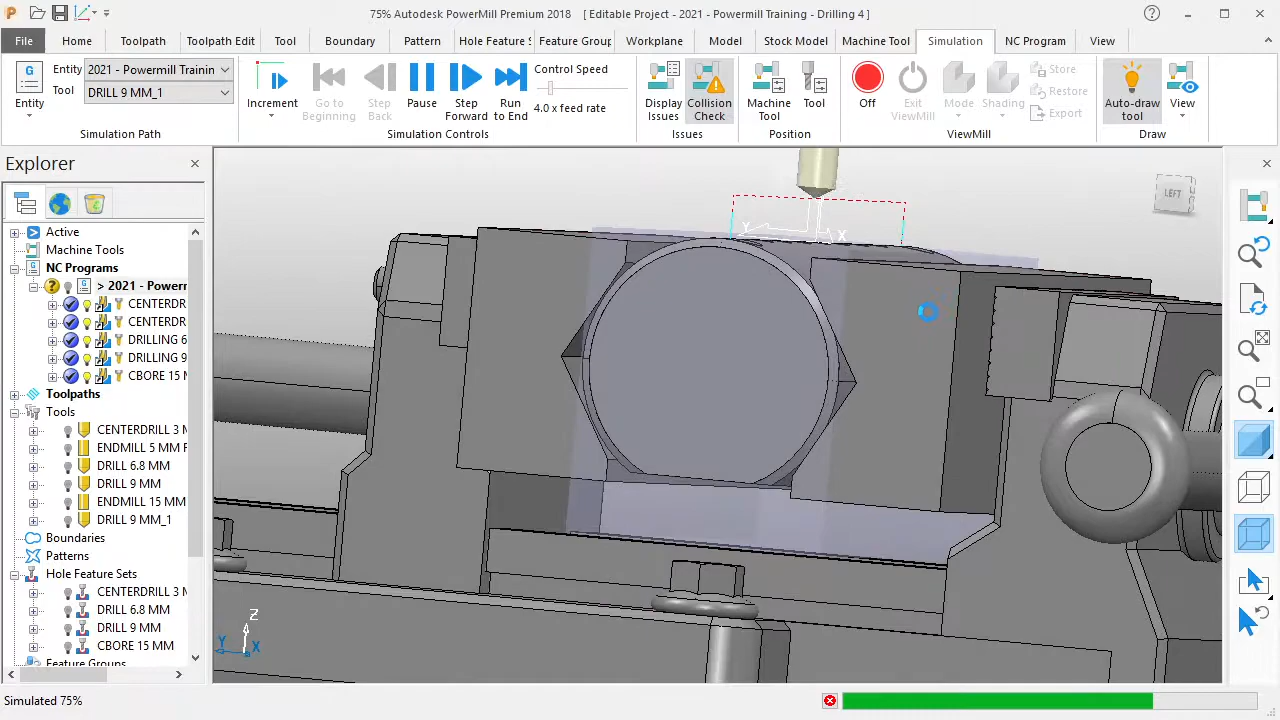 75% Autodesk PowerMill Premium 2018 [ Editable Project - 2021 - Powermill Training - Drilling 4 ]
File Home Toolpath Toolpath Edit Tool Boundary Pattern Hole Feature S Feature Group Workplane Model Stock Model Machine Tool Simulation NC Program View
Entity
Entity 2021 - Powermill Trainin
Tool DRILL 9 MM_1
Simulation Path
Increment
Go to Beginning
Step Back
Pause
Step Forward
Run to End
Control Speed
4.0 x feed rate
Simulation Controls
Display Issues
Collision Check
Issues
Machine Tool
Tool
Position
Off
Exit ViewMill
Mode
Shading
Store
Restore
Export
ViewMill
Auto-draw tool
View
Draw
Explorer
Active
Machine Tools
NC Programs
> 2021 - Powerr
CENTERDR
CENTERDR
DRILLING 6
DRILLING 9
CBORE 15 
Toolpaths
Tools
CENTERDRILL 3 M
ENDMILL 5 MM F
DRILL 6.8 MM
DRILL 9 MM
ENDMILL 15 MM
DRILL 9 MM_1
Boundaries
Patterns
Hole Feature Sets
CENTERDRILL 3 M
DRILL 6.8 MM
DRILL 9 MM
CBORE 15 MM
Feature Groups
Y X
LEFT
Z
Y X
Simulated 75%